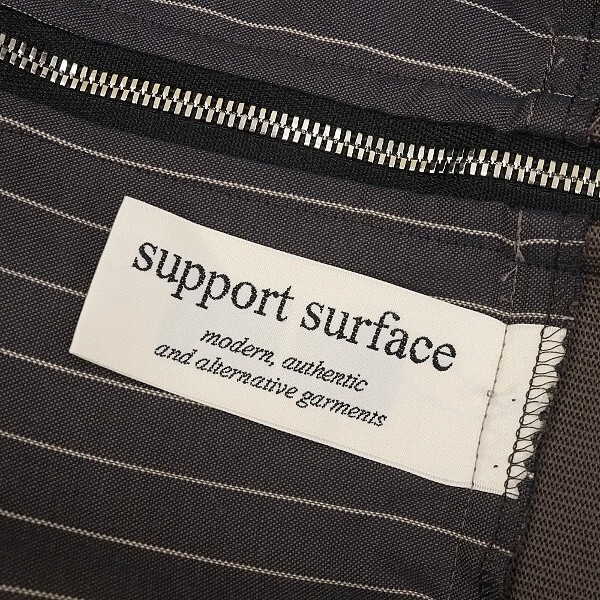 support surface
modern, authentic
and alternative garments